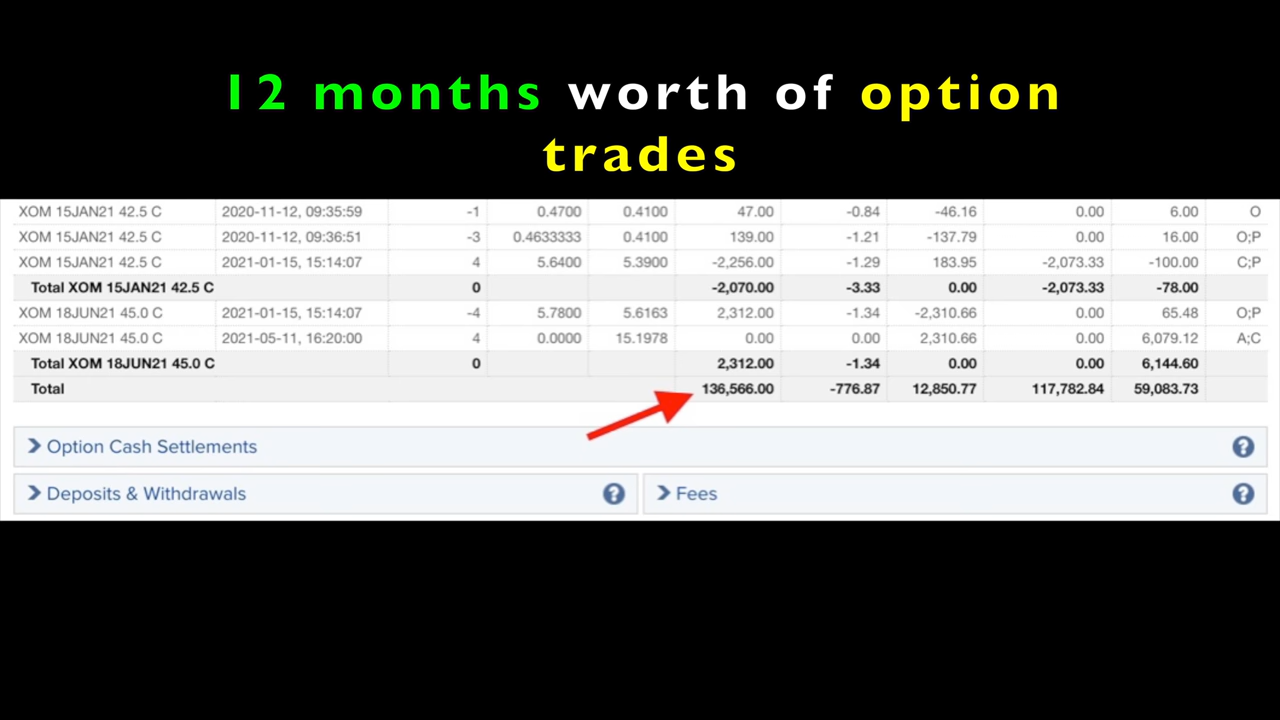 12 months worth of option
trades
XOM 15JAN21 42.5 C 2020-11-12, 09:35:59 -1 0.4700 0.4100 47.00 -0.84 -46.16 0.00 6.00 O
XOM 15JAN21 42.5 C 2020-11-12, 09:36:51 -3 0.4633333 0.4100 139.00 -1.21 -137.79 0.00 16.00 O;P
XOM 15JAN21 42.5 C 2021-01-15, 15:14:07 4 5.6400 5.3900 -2,256.00 -1.29 183.95 -2,073.33 -100.00 C;P
Total XOM 15JAN21 42.5 C 0 -2,070.00 -3.33 0.00 -2,073.33 -78.00
XOM 18JUN21 45.0 C 2021-01-15, 15:14:07 -4 5.7800 5.6163 2,312.00 -1.34 -2,310.66 0.00 65.48 O;P
XOM 18JUN21 45.0 C 2021-05-11, 16:20:00 4 0.0000 15.1978 0.00 0.00 2,310.66 0.00 6,079.12 A;C
Total XOM 18JUN21 45.0 C 0 2,312.00 -1.34 0.00 0.00 6,144.60
Total 136,566.00 -776.87 12,850.77 117,782.84 59,083.73
Option Cash Settlements ?
Deposits & Withdrawals ? Fees ?